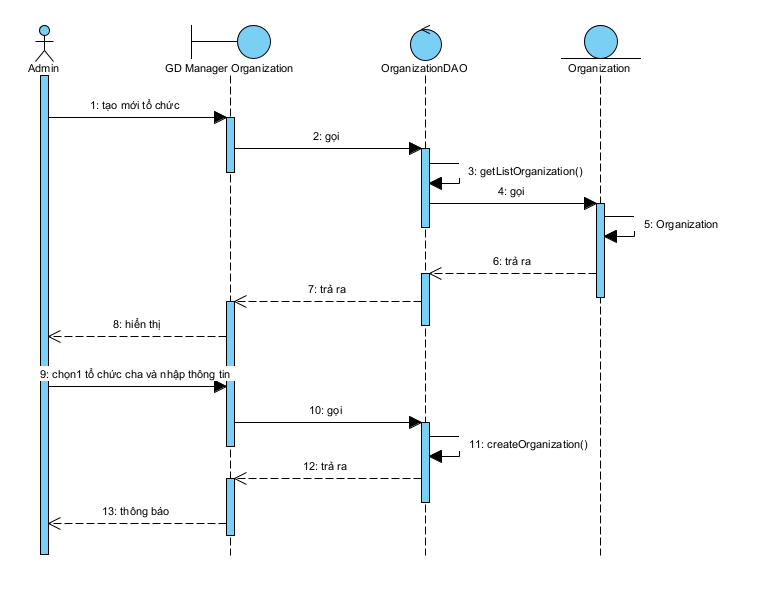 Admin
GD Manager Organization
OrganizationDAO
Organization
1: tạo mới tổ chức
2: gọi
3: getListOrganization()
4: gọi
5: Organization
6: trả ra
7: trả ra
8: hiển thị
9: chọn1 tổ chức cha và nhập thông tin
10: gọi
11: createOrganization()
12: trả ra
13: thông báo